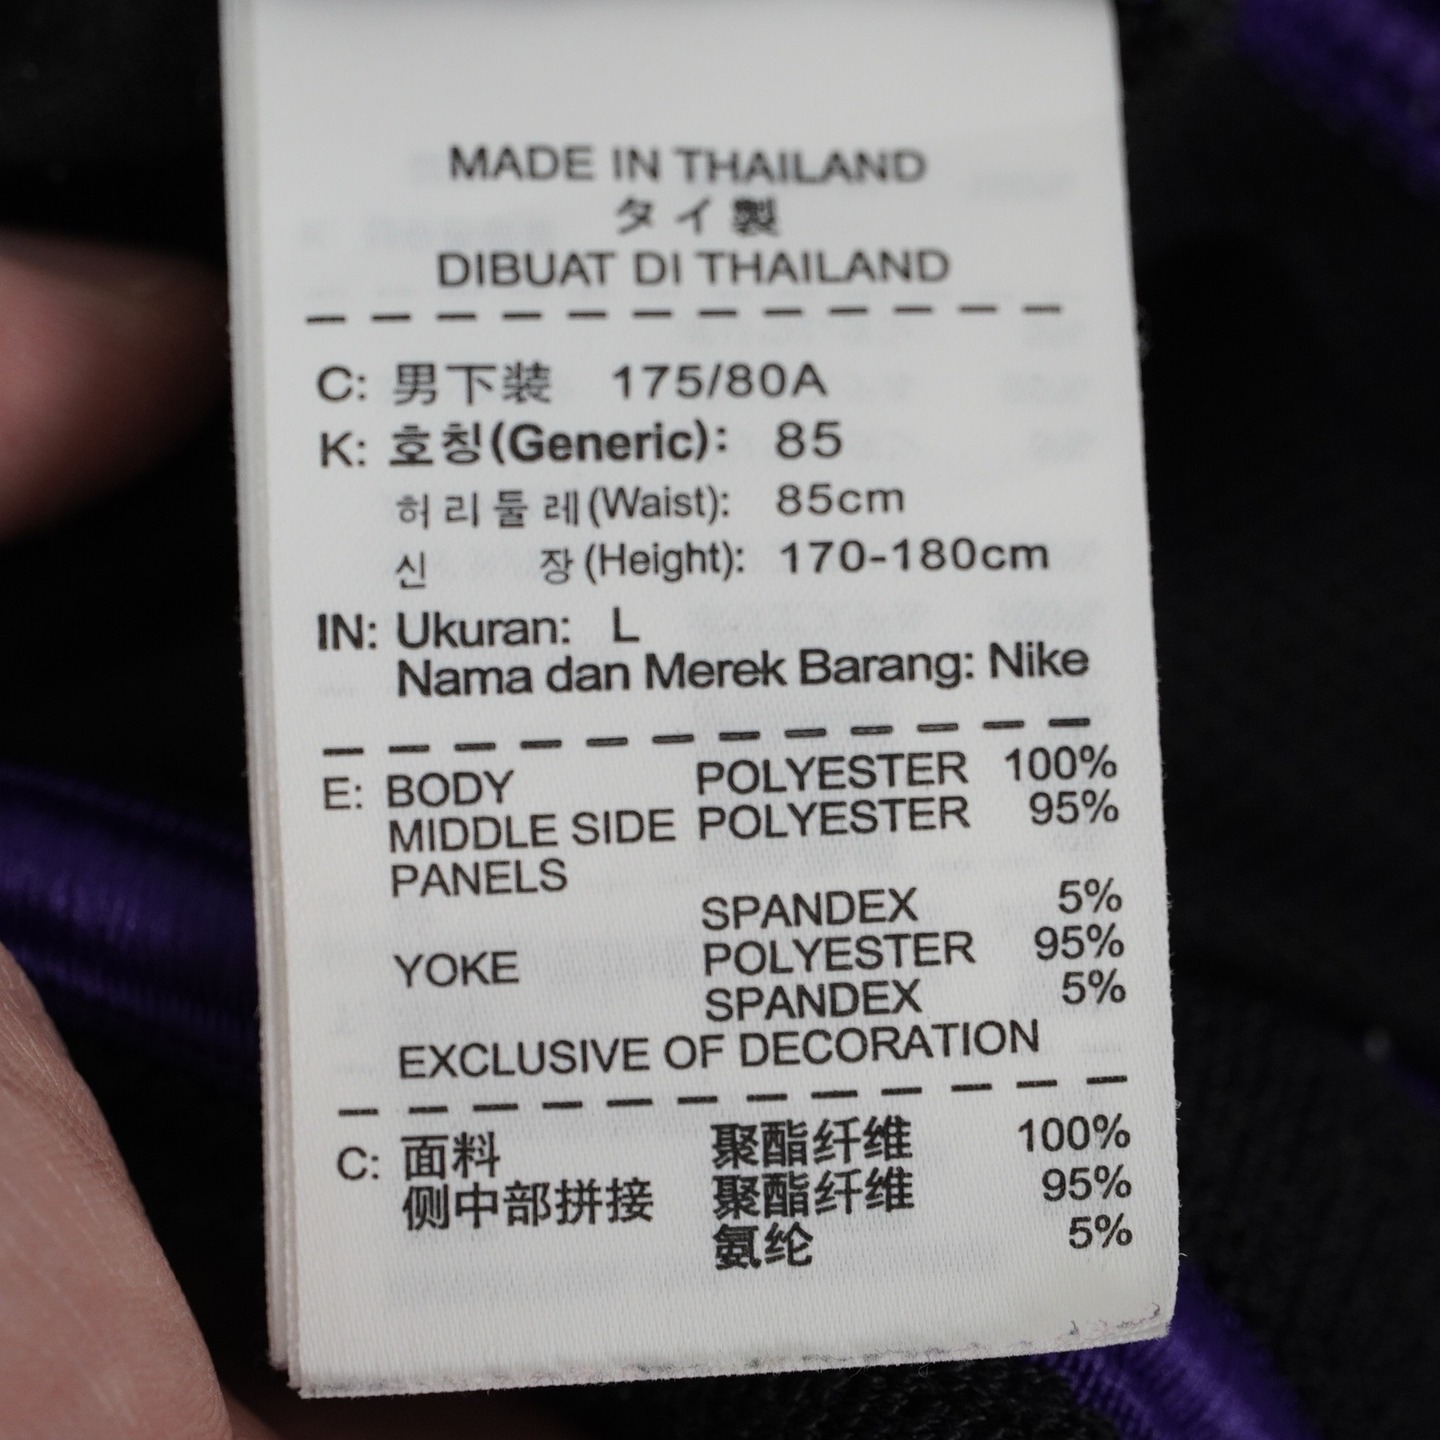 MADE IN THAILAND
タイ製
DIBUAT DI THAILAND
C: 男下装 175/80A
K: 호칭(Generic): 85
허리둘레(Waist): 85cm
신 장(Height): 170-180cm
IN: Ukuran: L
Nama dan Merek Barang: Nike
E: BODY POLYESTER 100%
MIDDLE SIDE POLYESTER 95%
PANELS
SPANDEX 5%
YOKE POLYESTER 95%
SPANDEX 5%
EXCLUSIVE OF DECORATION
C: 面料 聚酯纤维 100%
侧中部拼接 聚酯纤维 95%
氨纶 5%